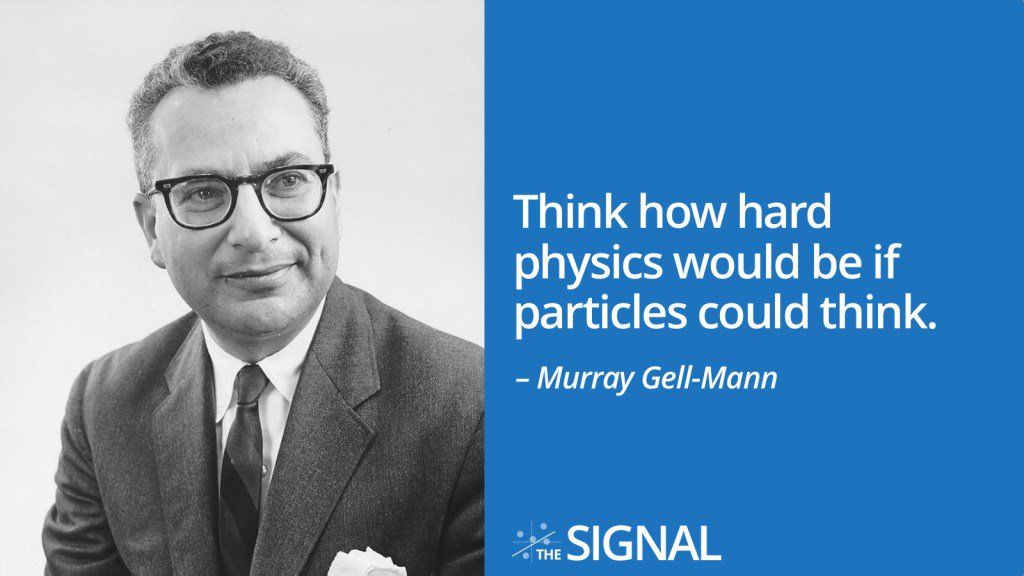 Think how hard
physics would be if
particles could think.
– Murray Gell-Mann
THE SIGNAL